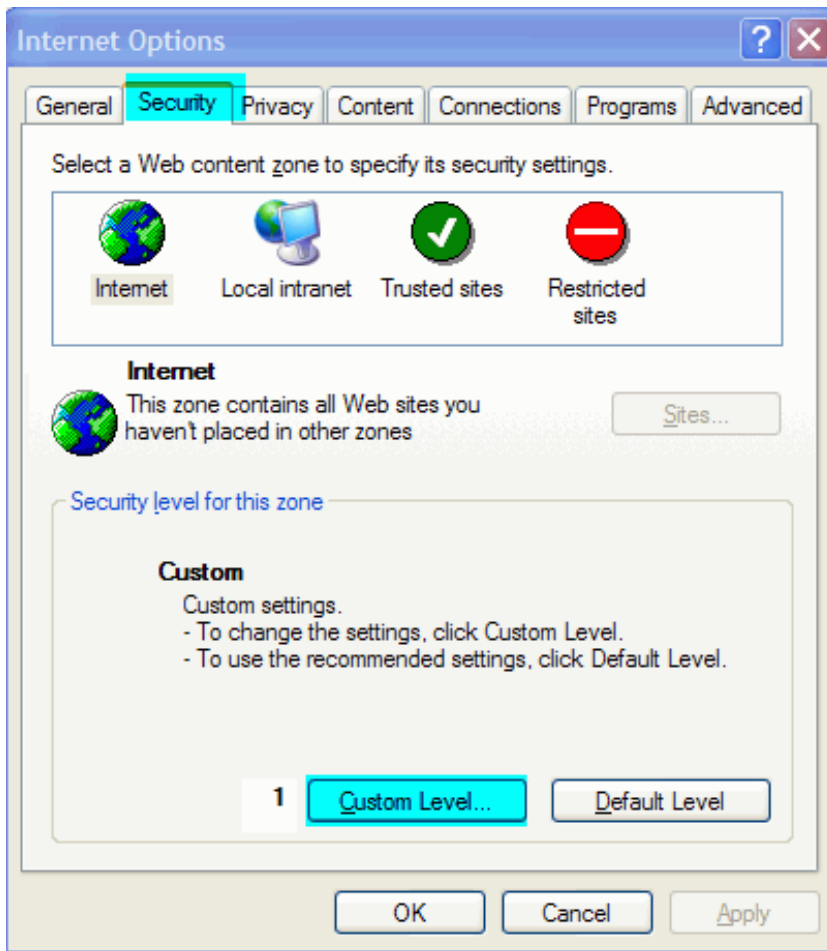 Internet Options
General Security Privacy Content Connections Programs Advanced
Select a Web content zone to specify its security settings.
Internet Local intranet Trusted sites Restricted
sites
Internet
This zone contains all Web sites you
haven't placed in other zones
Sites...
Security level for this zone
Custom
Custom settings.
- To change the settings, click Custom Level.
- To use the recommended settings, click Default Level.
1 Custom Level... Default Level
OK Cancel Apply